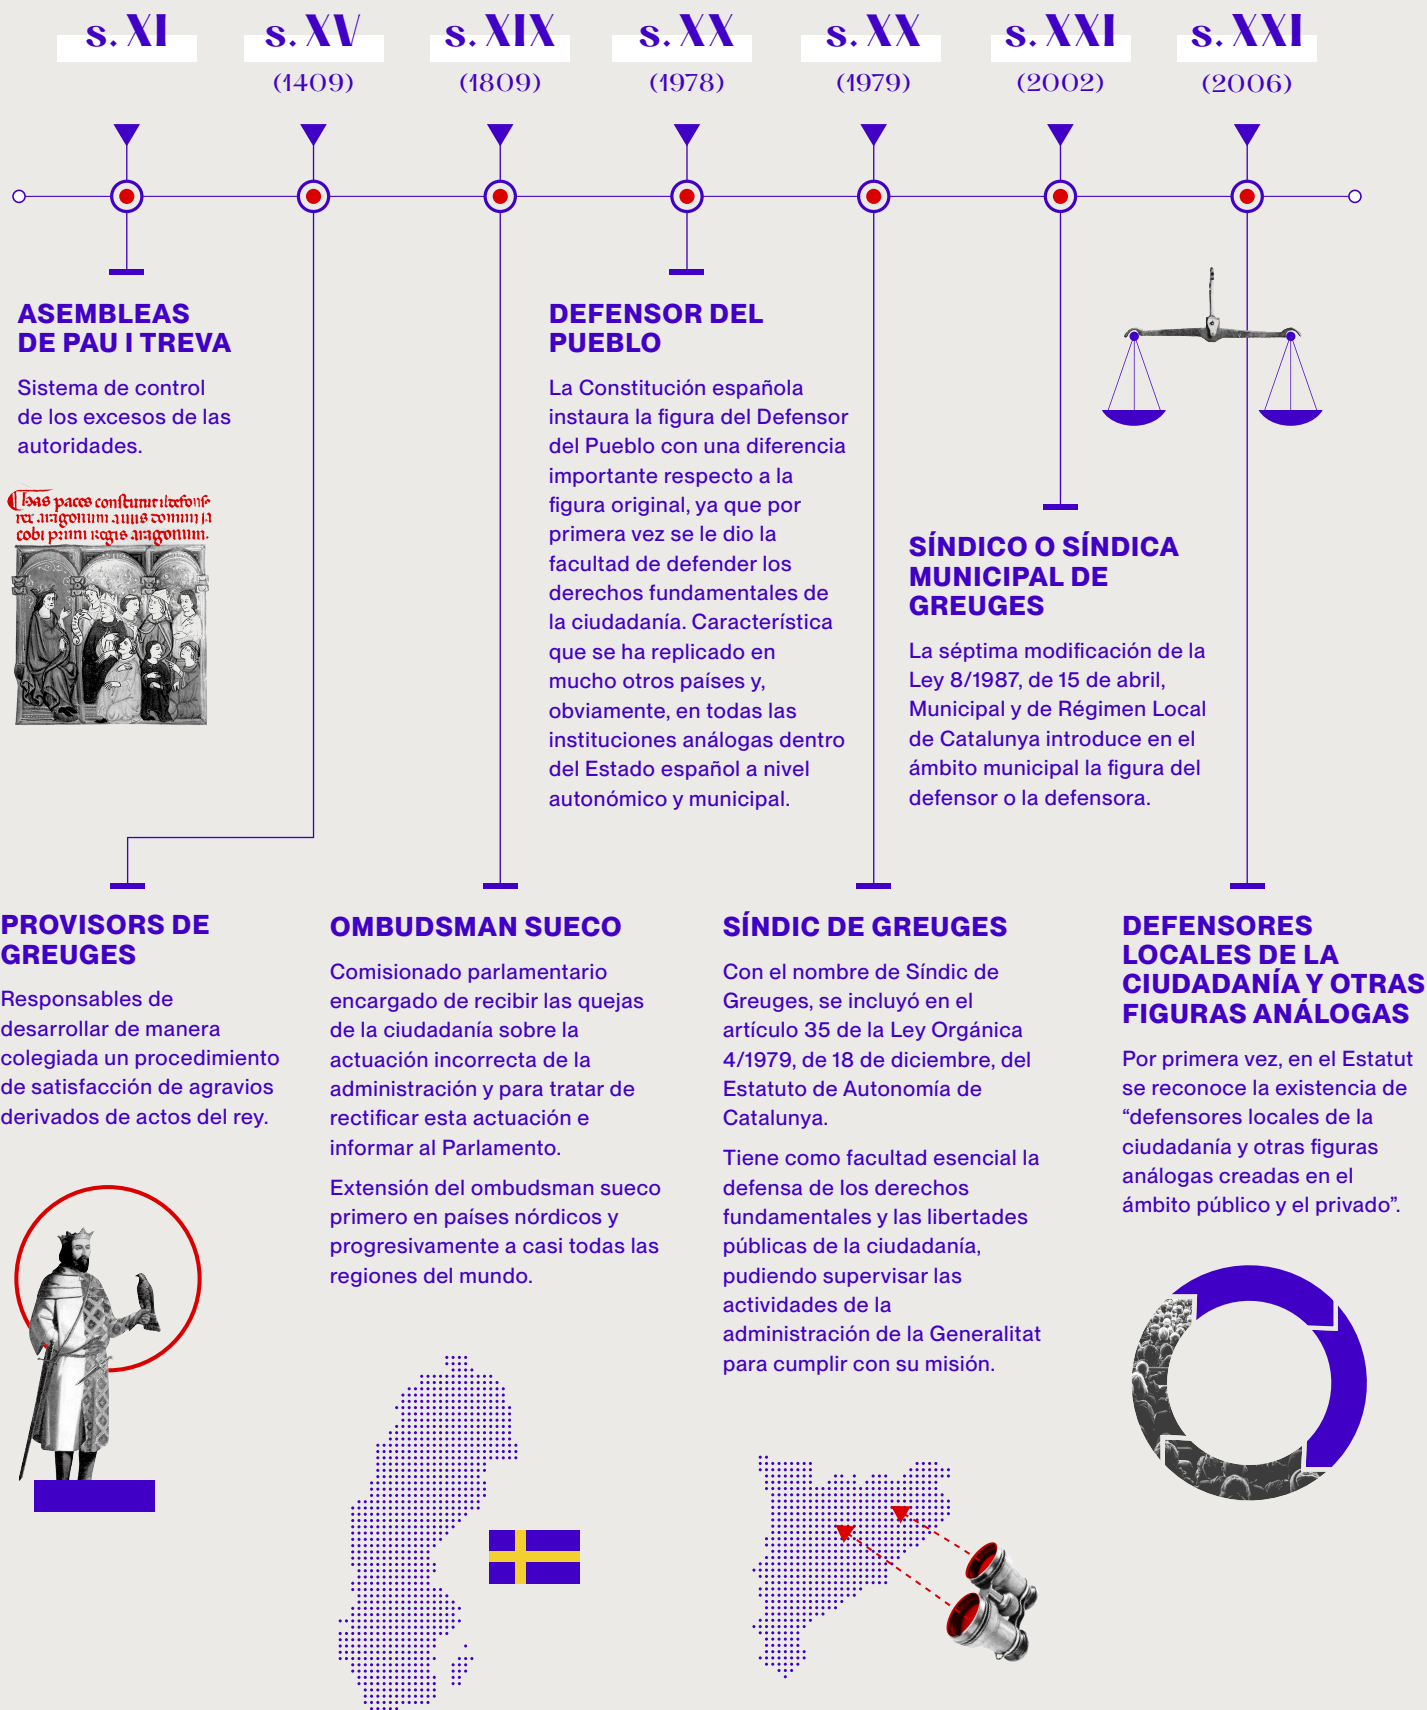 s. XI
s. XV
(1409)
s. XIX
(1809)
s. XX
(1978)
s. XX
(1979)
s. XXI
(2002)
s. XXI
(2006)
ASEMBLEAS
DE PAU I TREVA
Sistema de control
de los excesos de las
autoridades.
DEFENSOR DEL
PUEBLO
La Constitución española
instaura la figura del Defensor
del Pueblo con una diferencia
importante respecto a la
figura original, ya que por
primera vez se le dio la
facultad de defender los
derechos fundamentales de
la ciudadanía. Característica
que se ha replicado en
mucho otros países y,
obviamente, en todas las
instituciones análogas dentro
del Estado español a nivel
autonómico y municipal.
SÍNDICO O SÍNDICA
MUNICIPAL DE
GREUGES
La séptima modificación de la
Ley 8/1987, de 15 de abril,
Municipal y de Régimen Local
de Catalunya introduce en el
ámbito municipal la figura del
defensor o la defensora.
PROVISORS DE
GREUGES
Responsables de
desarrollar de manera
colegiada un procedimiento
de satisfacción de agravios
derivados de actos del rey.
OMBUDSMAN SUECO
Comisionado parlamentario
encargado de recibir las quejas
de la ciudadanía sobre la
actuación incorrecta de la
administración y para tratar de
rectificar esta actuación e
informar al Parlamento.
Extensión del ombudsman sueco
primero en países nórdicos y
progresivamente a casi todas las
regiones del mundo.
SÍNDIC DE GREUGES
Con el nombre de Síndic de
Greuges, se incluyó en el
artículo 35 de la Ley Orgánica
4/1979, de 18 de diciembre, del
Estatuto de Autonomía de
Catalunya.
Tiene como facultad esencial la
defensa de los derechos
fundamentales y las libertades
públicas de la ciudadanía,
pudiendo supervisar las
actividades de la
administración de la Generalitat
para cumplir con su misión.
DEFENSORES
LOCALES DE LA
CIUDADANÍA Y OTRAS
FIGURAS ANÁLOGAS
Por primera vez, en el Estatut
se reconoce la existencia de
“defensores locales de la
ciudadanía y otras figuras
análogas creadas en el
ámbito público y el privado”.